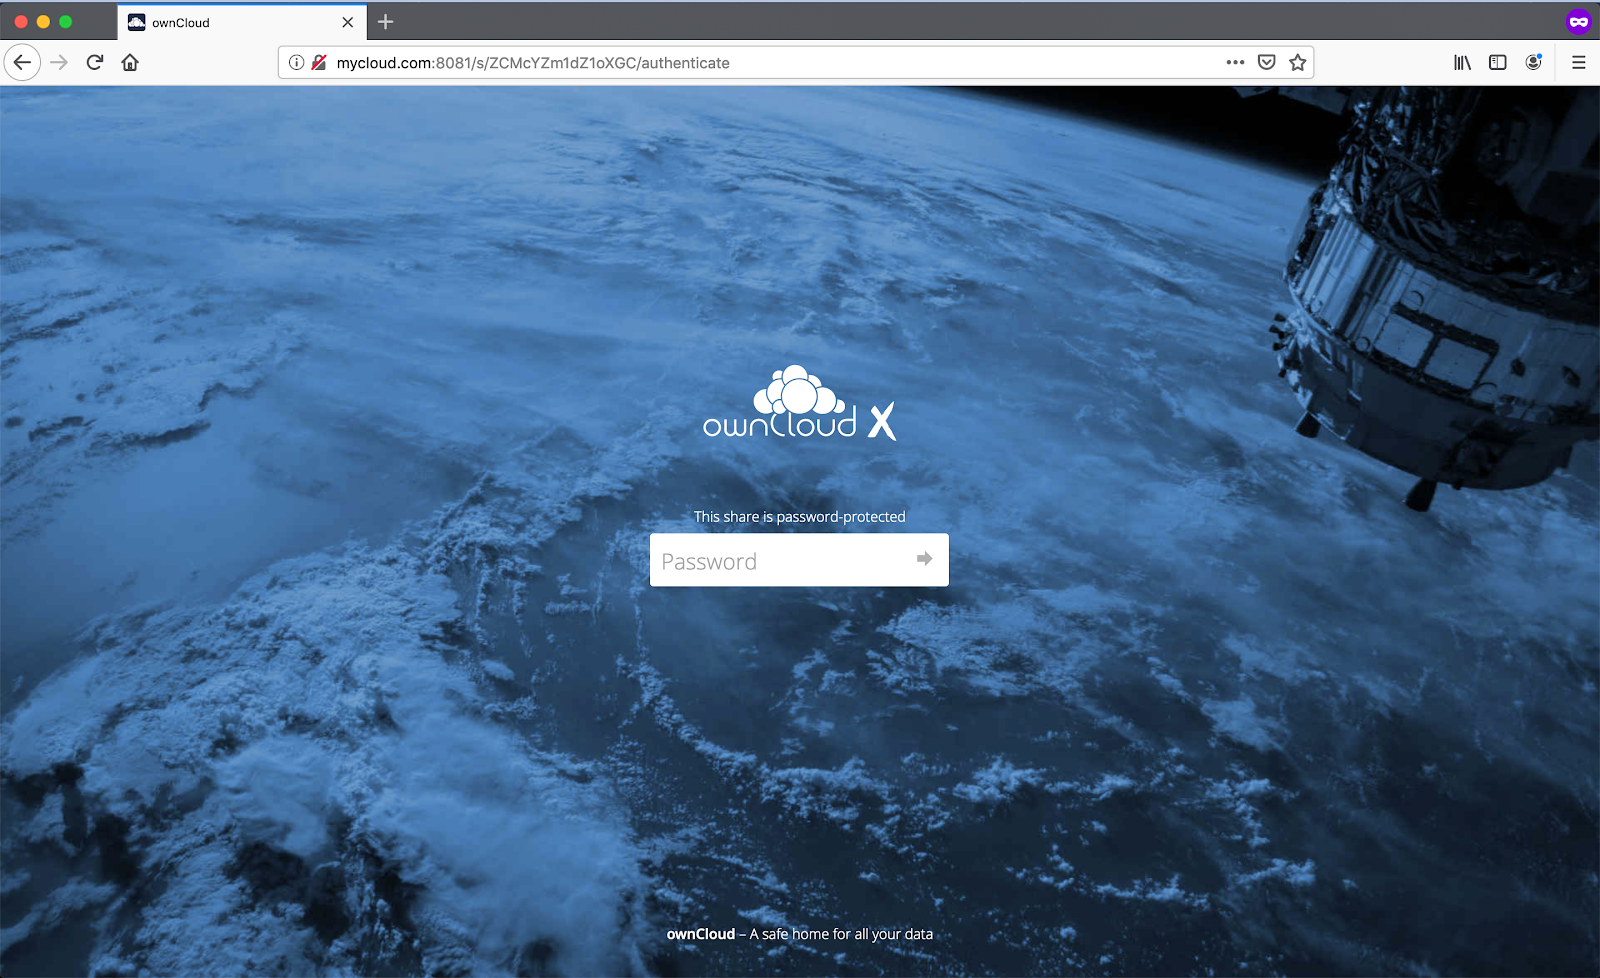 ownCloud
mycloud.com:8081/s/ZCMcYZm1dZ1oXGC/authenticate
ownCloud X
This share is password-protected
Password
ownCloud – A safe home for all your data